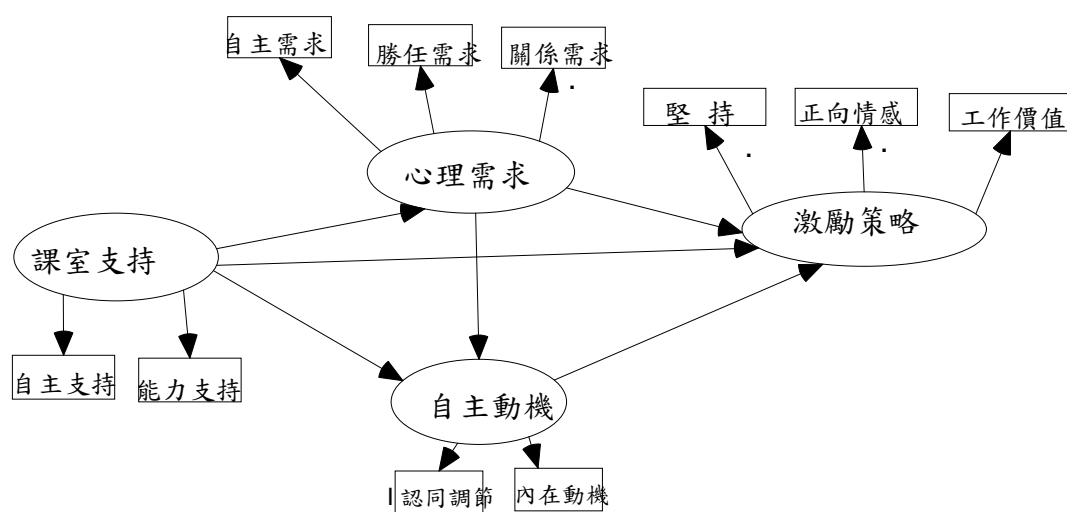 自主需求
勝任需求
關係需求
堅 持
正向情感
工作價值
心理需求
激勵策略
課室支持
自主支持
能力支持
自主動機
認同調節
內在動機